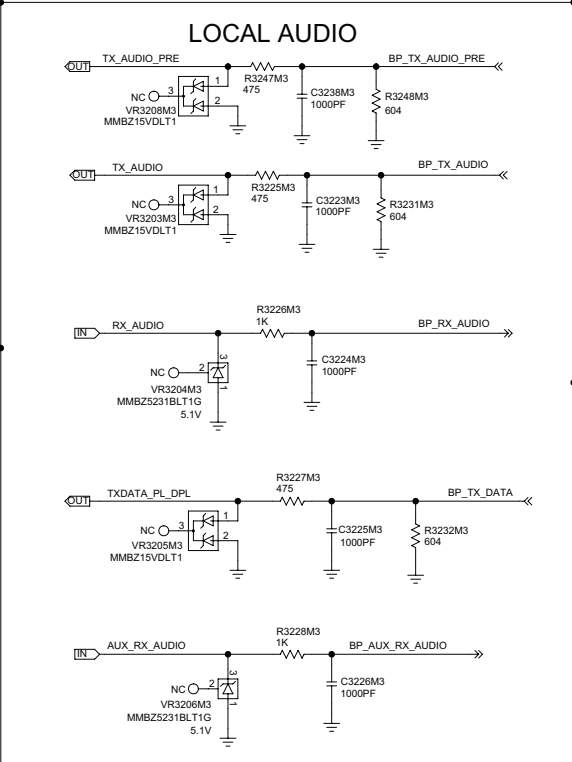 LOCAL AUDIO
OUT TX_AUDIO_PRE BP_TX_AUDIO_PRE
R3247M3
475
C3238M3
1000PF
R3248M3
604
NC 3 1
2
VR3208M3
MMBZ15VDLT1
OUT TX_AUDIO BP_TX_AUDIO
R3225M3
475
C3223M3
1000PF
R3231M3
604
NC 3 1
2
VR3203M3
MMBZ15VDLT1
R3226M3
1K
IN RX_AUDIO BP_RX_AUDIO
C3224M3
1000PF
3
NC 2
1
VR3204M3
MMBZ5231BLT1G
5.1V
R3227M3
475
OUT TXDATA_PL_DPL BP_TX_DATA
C3225M3
1000PF
R3232M3
604
NC 3 1
2
VR3205M3
MMBZ15VDLT1
R3228M3
1K
IN AUX_RX_AUDIO BP_AUX_RX_AUDIO
C3226M3
1000PF
3
NC 2
1
VR3206M3
MMBZ5231BLT1G
5.1V